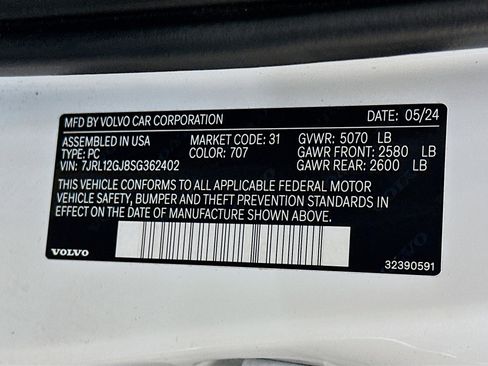 MFD BY VOLVO CAR CORPORATION DATE: 05/24
ASSEMBLED IN USA MARKET CODE: 31 GVWR: 5070 LB
TYPE: PC COLOR: 707 GAWR FRONT: 2580 LB
VIN: 7JRL12GJ8SG362402 GAWR REAR: 2600 LB
THIS VEHICLE CONFORMS TO ALL APPLICABLE FEDERAL MOTOR
VEHICLE SAFETY, BUMPER AND THEFT PREVENTION STANDARDS IN
EFFECT ON THE DATE OF MANUFACTURE SHOWN ABOVE.
VOLVO 32390591